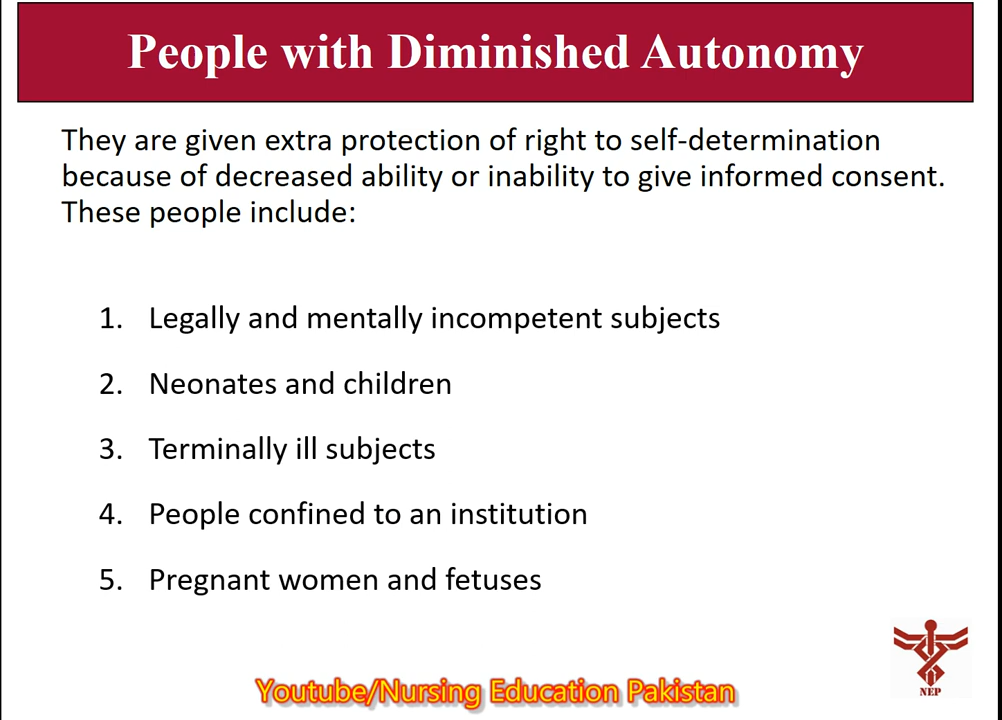 People with Diminished Autonomy
They are given extra protection of right to self-determination
because of decreased ability or inability to give informed consent.
These people include:
1. Legally and mentally incompetent subjects
2. Neonates and children
3. Terminally ill subjects
4. People confined to an institution
5. Pregnant women and fetuses
NEP
Youtube/Nursing Education Pakistan